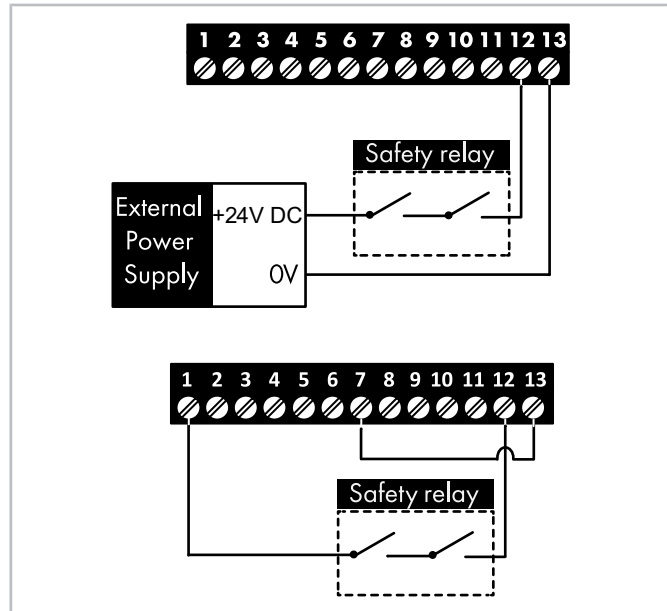 1 2 3 4 5 6 7 8 9 10 11 12 13
Safety relay
External
Power
Supply
+24V DC
0V
1 2 3 4 5 6 7 8 9 10 11 12 13
Safety relay